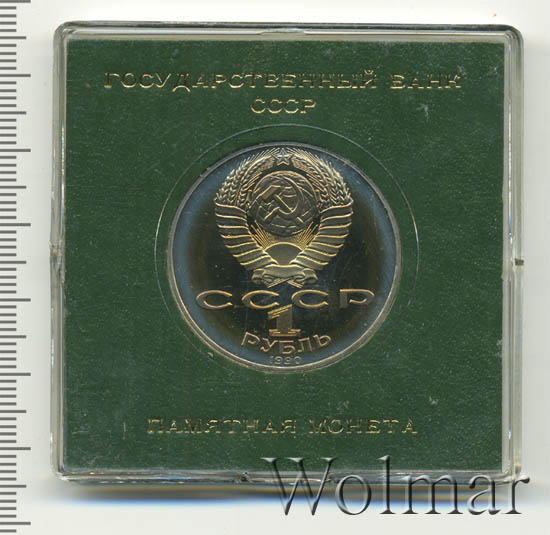 ГОСУДАРСТВЕННЫЙ БАНК
СССР
СССР
1
РУБЛЬ
1990
ПАМЯТНАЯ МОНЕТА
Wolmar